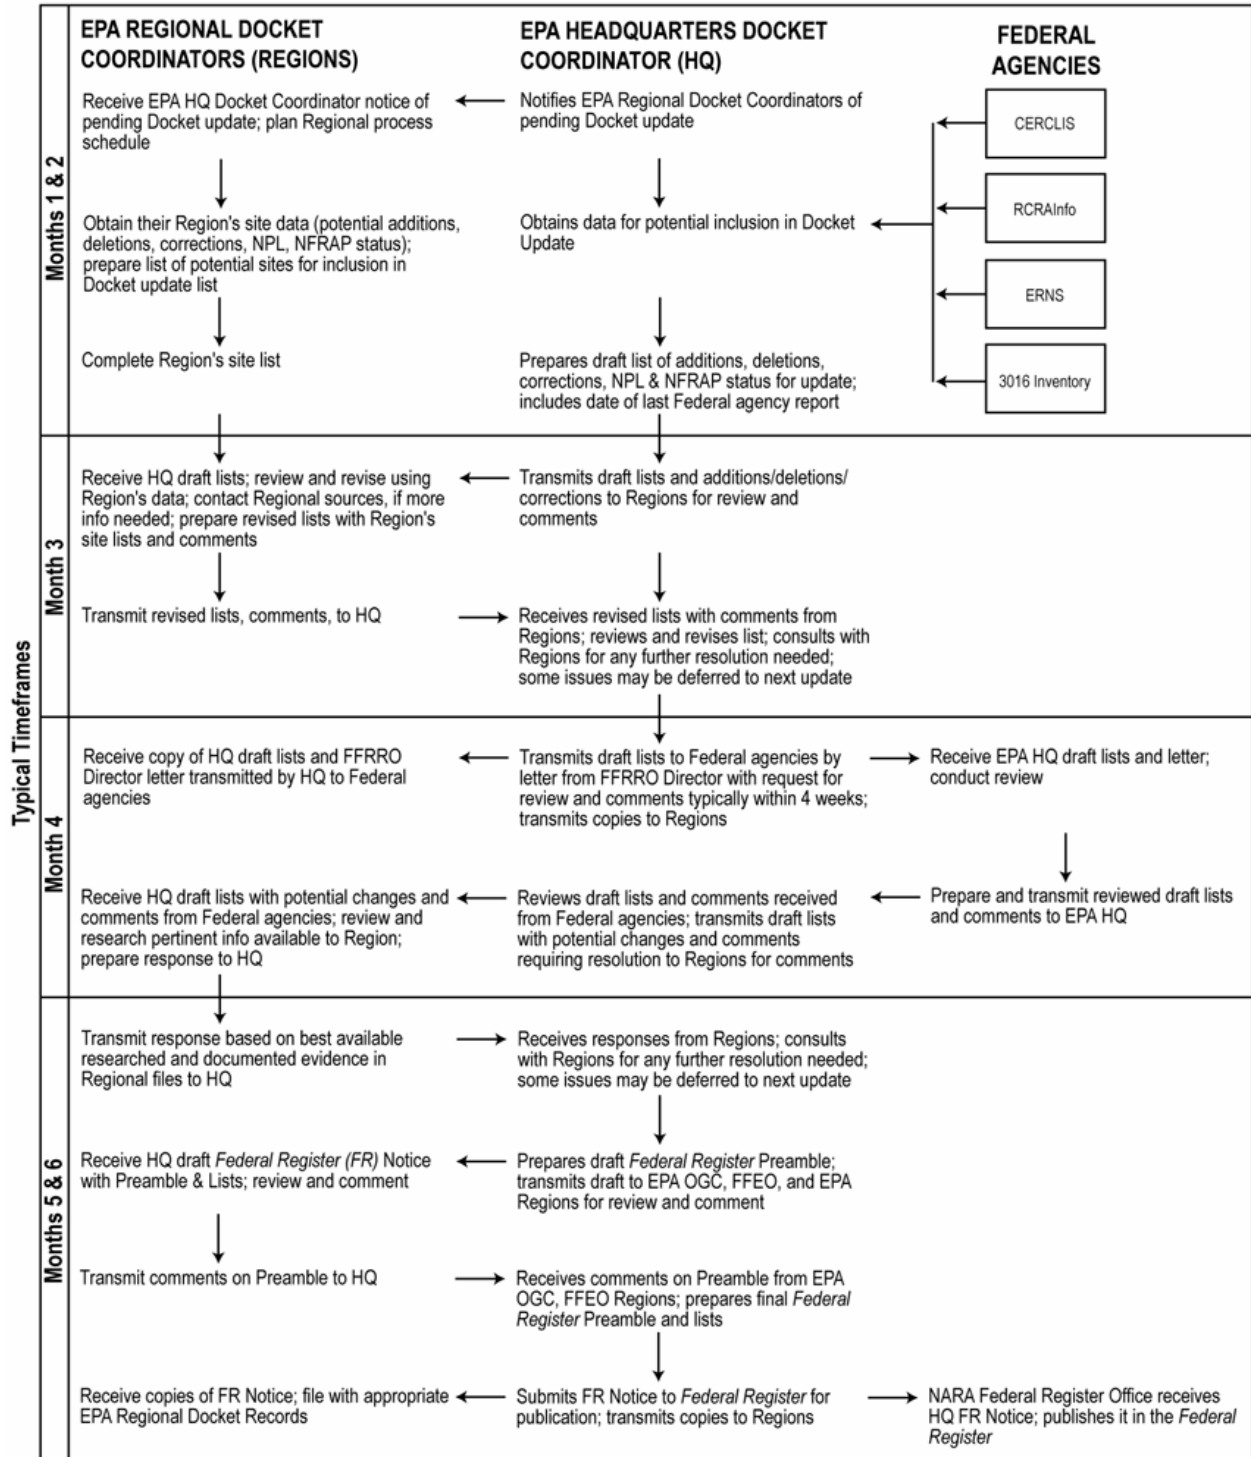 EPA REGIONAL DOCKET
COORDINATORS (REGIONS)
EPA HEADQUARTERS DOCKET
COORDINATOR (HQ)
FEDERAL
AGENCIES
Typical Timeframes
Months 1 & 2
Receive EPA HQ Docket Coordinator notice of
pending Docket update; plan Regional process
schedule
Notifies EPA Regional Docket Coordinators of
pending Docket update
CERCLIS
RCRAInfo
ERNS
3016 Inventory
Obtain their Region's site data (potential additions,
deletions, corrections, NPL, NFRAP status);
prepare list of potential sites for inclusion in
Docket update list
Obtains data for potential inclusion in Docket
Update
Complete Region's site list
Prepares draft list of additions, deletions,
corrections, NPL & NFRAP status for update;
includes date of last Federal agency report
Month 3
Receive HQ draft lists; review and revise using
Region's data; contact Regional sources, if more
info needed; prepare revised lists with Region's
site lists and comments
Transmits draft lists and additions/deletions/
corrections to Regions for review and
comments
Transmit revised lists, comments, to HQ
Receives revised lists with comments from
Regions; reviews and revises list; consults with
Regions for any further resolution needed;
some issues may be deferred to next update
Month 4
Receive copy of HQ draft lists and FFRRO
Director letter transmitted by HQ to Federal
agencies
Transmits draft lists to Federal agencies by
letter from FFRRO Director with request for
review and comments typically within 4 weeks;
transmits copies to Regions
Receive EPA HQ draft lists and letter;
conduct review
Receive HQ draft lists with potential changes and
comments from Federal agencies; review and
research pertinent info available to Region;
prepare response to HQ
Reviews draft lists and comments received
from Federal agencies; transmits draft lists
with potential changes and comments
requiring resolution to Regions for comments
Prepare and transmit reviewed draft lists
and comments to EPA HQ
Months 5 & 6
Transmit response based on best available
researched and documented evidence in
Regional files to HQ
Receives responses from Regions; consults
with Regions for any further resolution needed;
some issues may be deferred to next update
Receive HQ draft Federal Register (FR) Notice
with Preamble & Lists; review and comment
Prepares draft Federal Register Preamble;
transmits draft to EPA OGC, FFEO, and EPA
Regions for review and comment
Transmit comments on Preamble to HQ
Receives comments on Preamble from EPA
OGC, FFEO Regions; prepares final Federal
Register Preamble and lists
Receive copies of FR Notice; file with appropriate
EPA Regional Docket Records
Submits FR Notice to Federal Register for
publication; transmits copies to Regions
NARA Federal Register Office receives
HQ FR Notice; publishes it in the Federal
Register